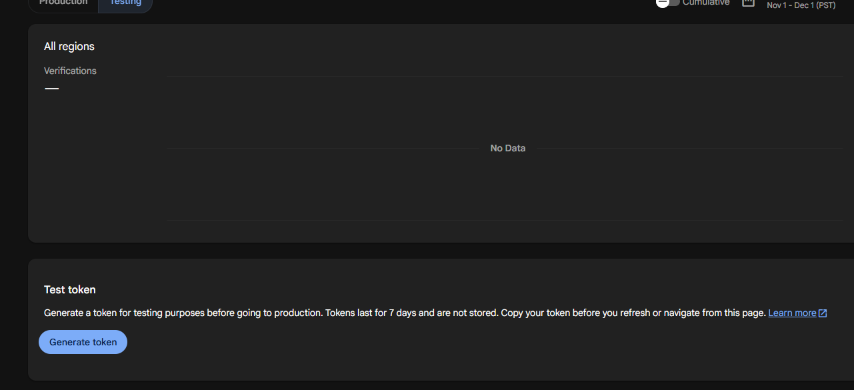 Production Testing Cumulative Nov 1 - Dec 1 (PST)
All regions
Verifications
—
No Data
Test token
Generate a token for testing purposes before going to production. Tokens last for 7 days and are not stored. Copy your token before you refresh or navigate from this page. Learn more
Generate token